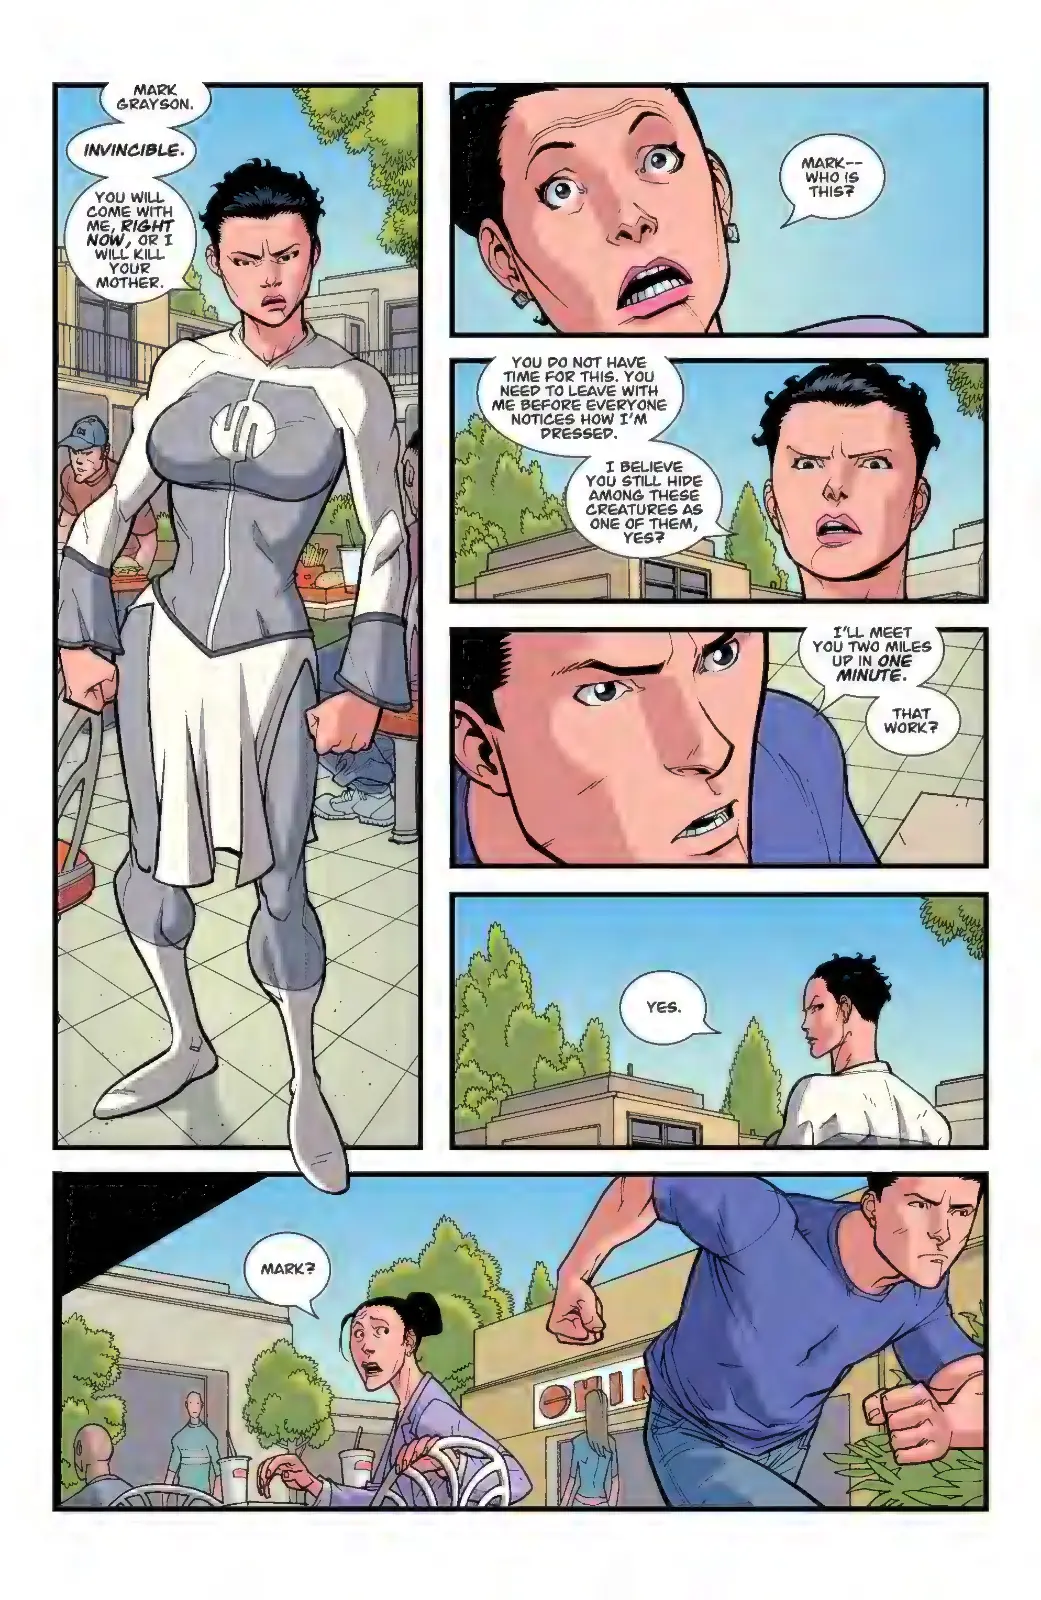 MARK
GRAYSON.
INVINCIBLE.
YOU WILL
COME WITH
ME, RIGHT
NOW, OR I
WILL KILL
YOUR
MOTHER.
MARK--
WHO IS
THIS?
YOU DO NOT HAVE
TIME FOR THIS. YOU
NEED TO LEAVE WITH
ME BEFORE EVERYONE
NOTICES HOW I'M
DRESSED.
I BELIEVE
YOU STILL HIDE
AMONG THESE
CREATURES AS
ONE OF THEM,
YES?
I'LL MEET
YOU TWO MILES
UP IN ONE
MINUTE.
THAT
WORK?
YES.
MARK?